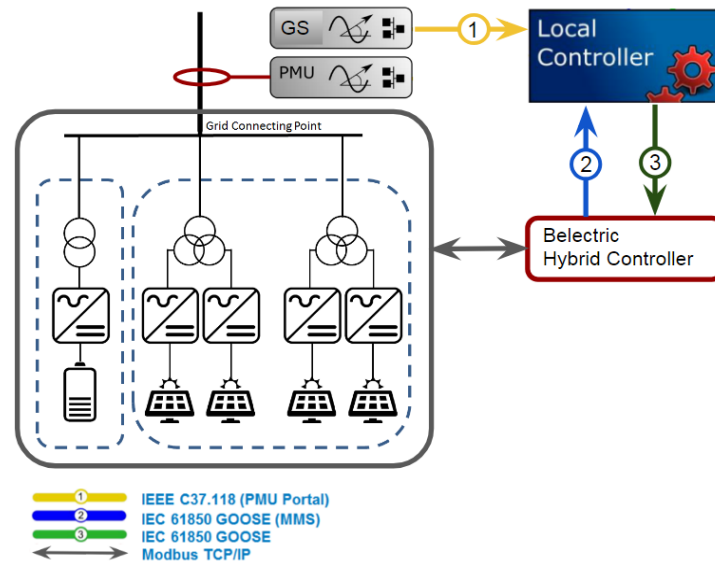 GS
1
Local
Controller
PMU
Grid Connecting Point
2
3
Belectric
Hybrid Controller
1 IEEE C37.118 (PMU Portal)
2 IEC 61850 GOOSE (MMS)
3 IEC 61850 GOOSE
Modbus TCP/IP